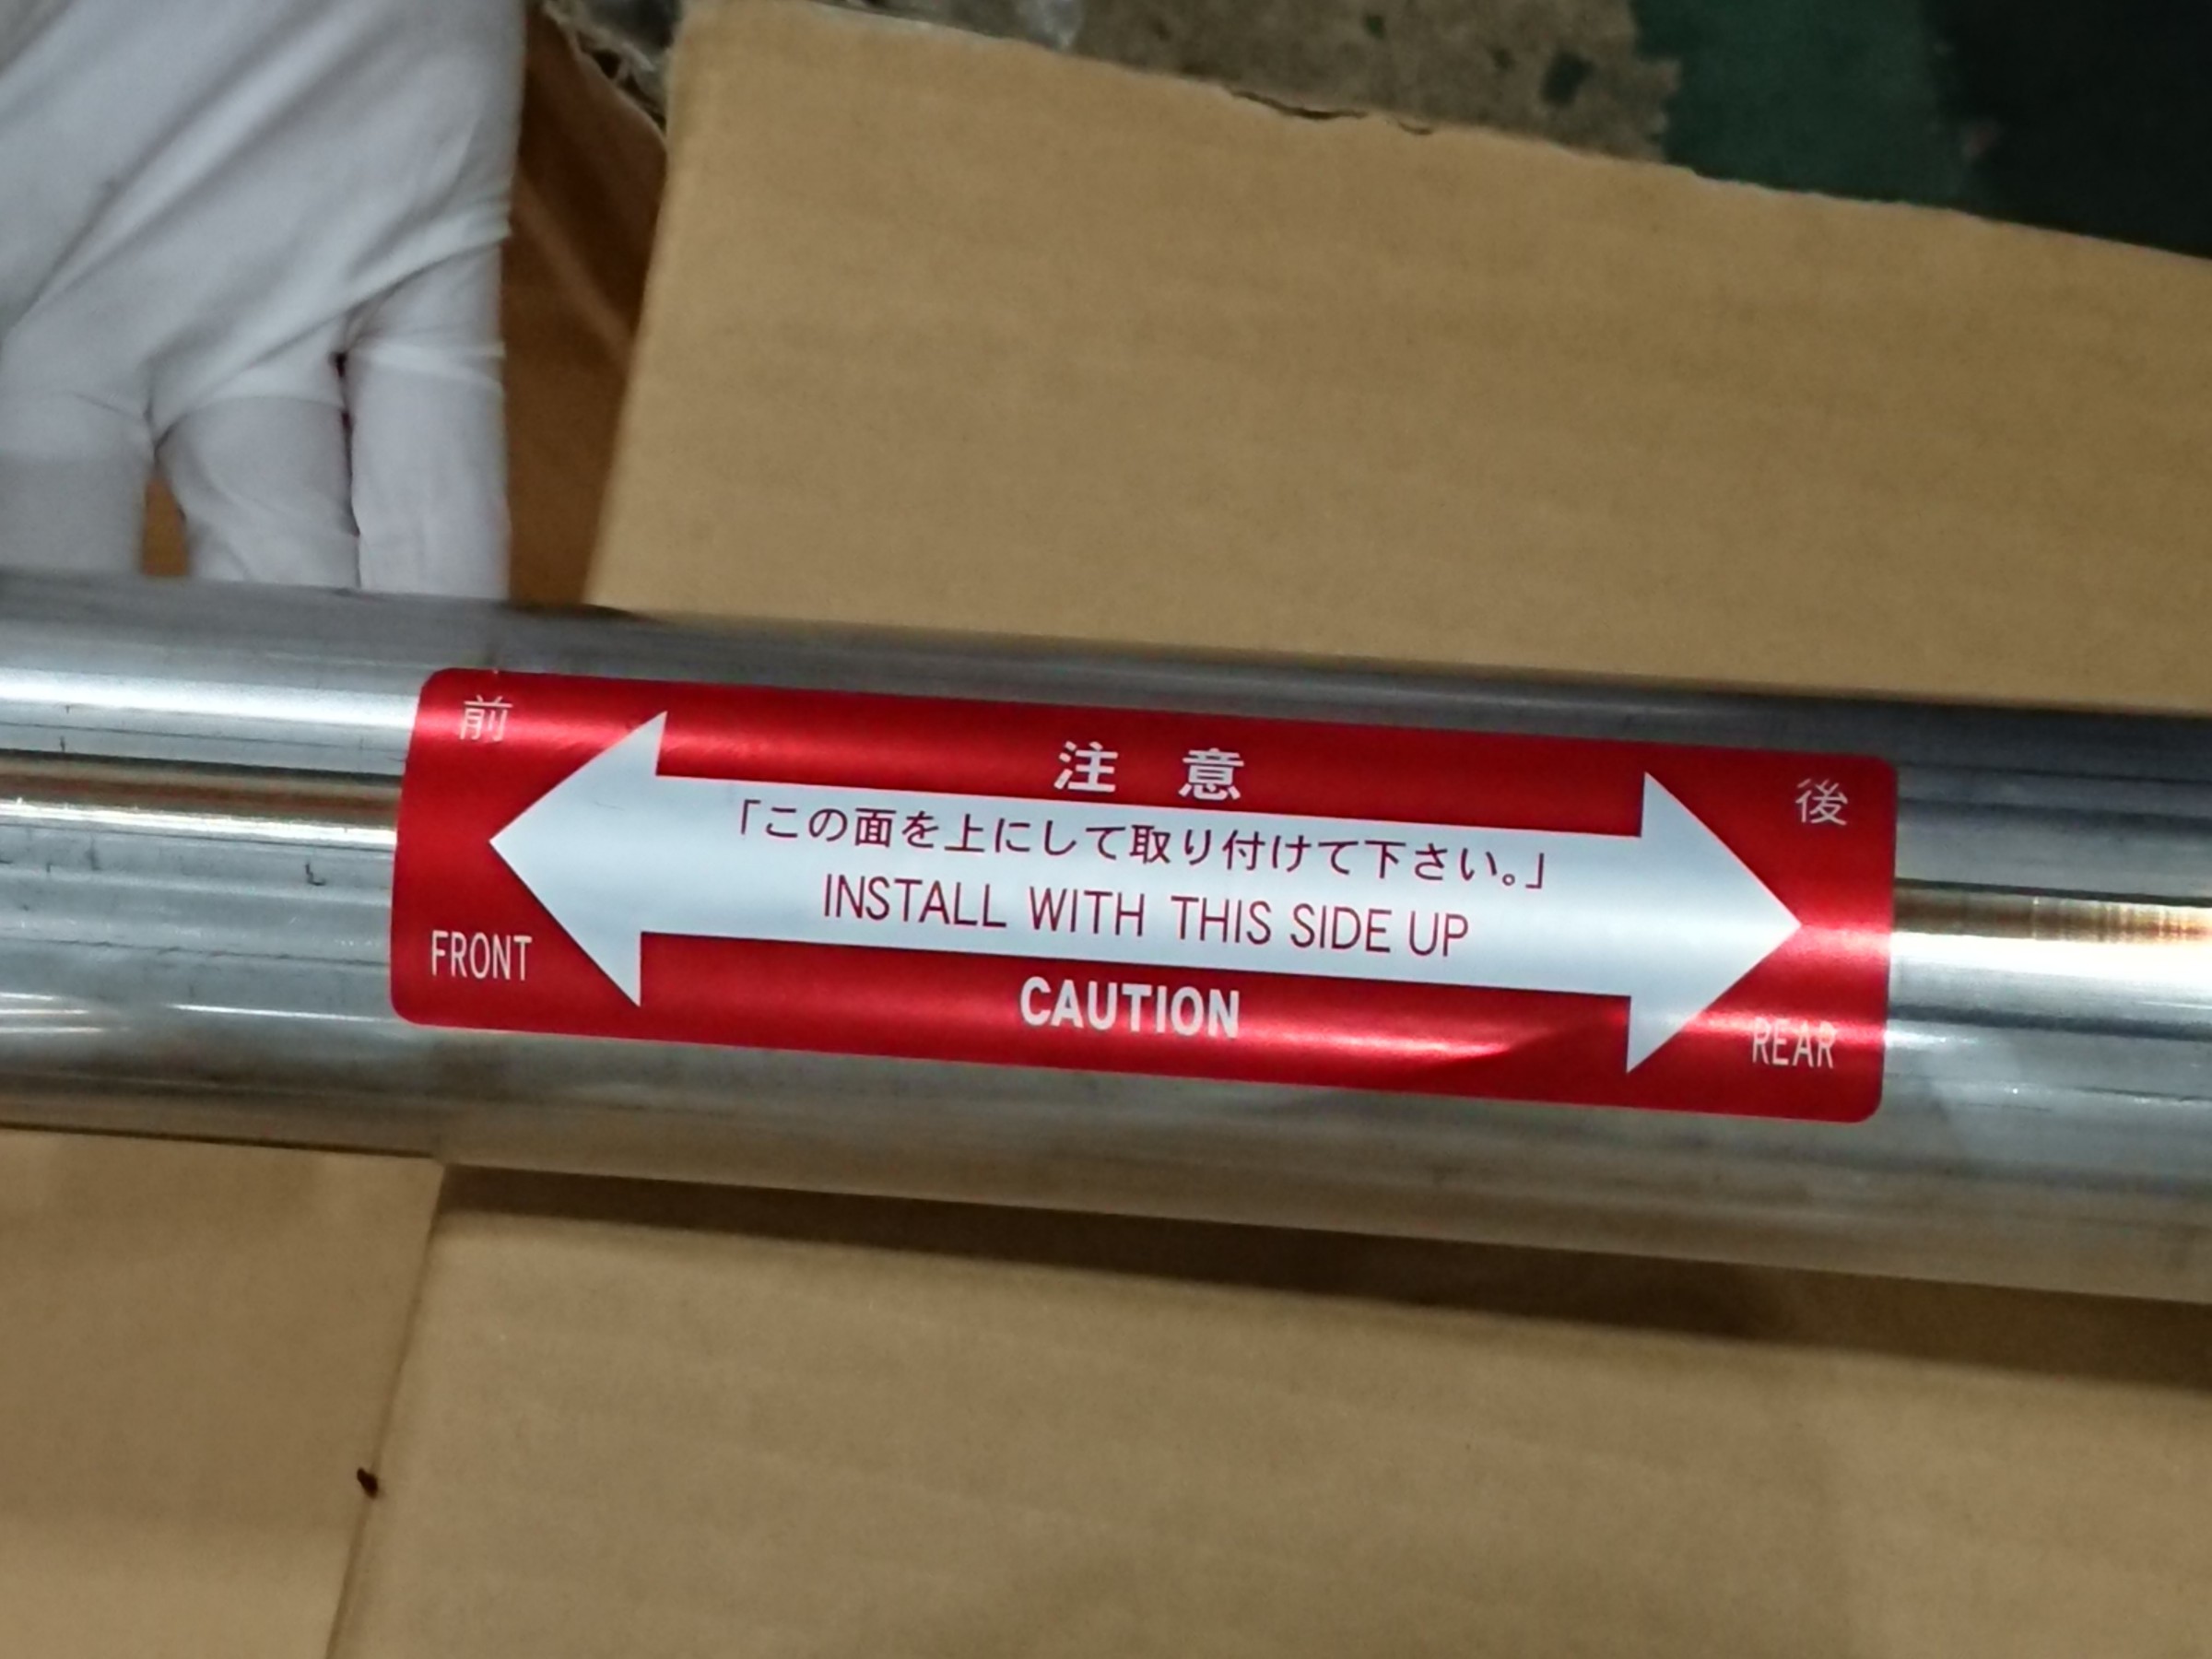 前
注 意
後
「この面を上にして取り付けて下さい。」
INSTALL WITH THIS SIDE UP
FRONT
CAUTION
REAR